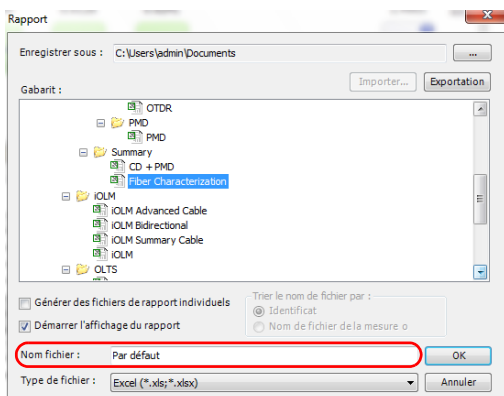 Rapport
Enregistrer sous : C:\Users\admin\Documents ...
Importer... Exportation
Gabarit :
OTDR
PMD
PMD
Summary
CD + PMD
Fiber Characterization
iOLM
iOLM Advanced Cable
iOLM Bidirectional
iOLM Summary Cable
iOLM
OLTS
Trier le nom de fichier par :
Générer des fichiers de rapport individuels
Identificat
Démarrer l'affichage du rapport
Nom de fichier de la mesure o
Nom fichier : Par défaut OK
Type de fichier : Excel (*.xls;*.xlsx) Annuler